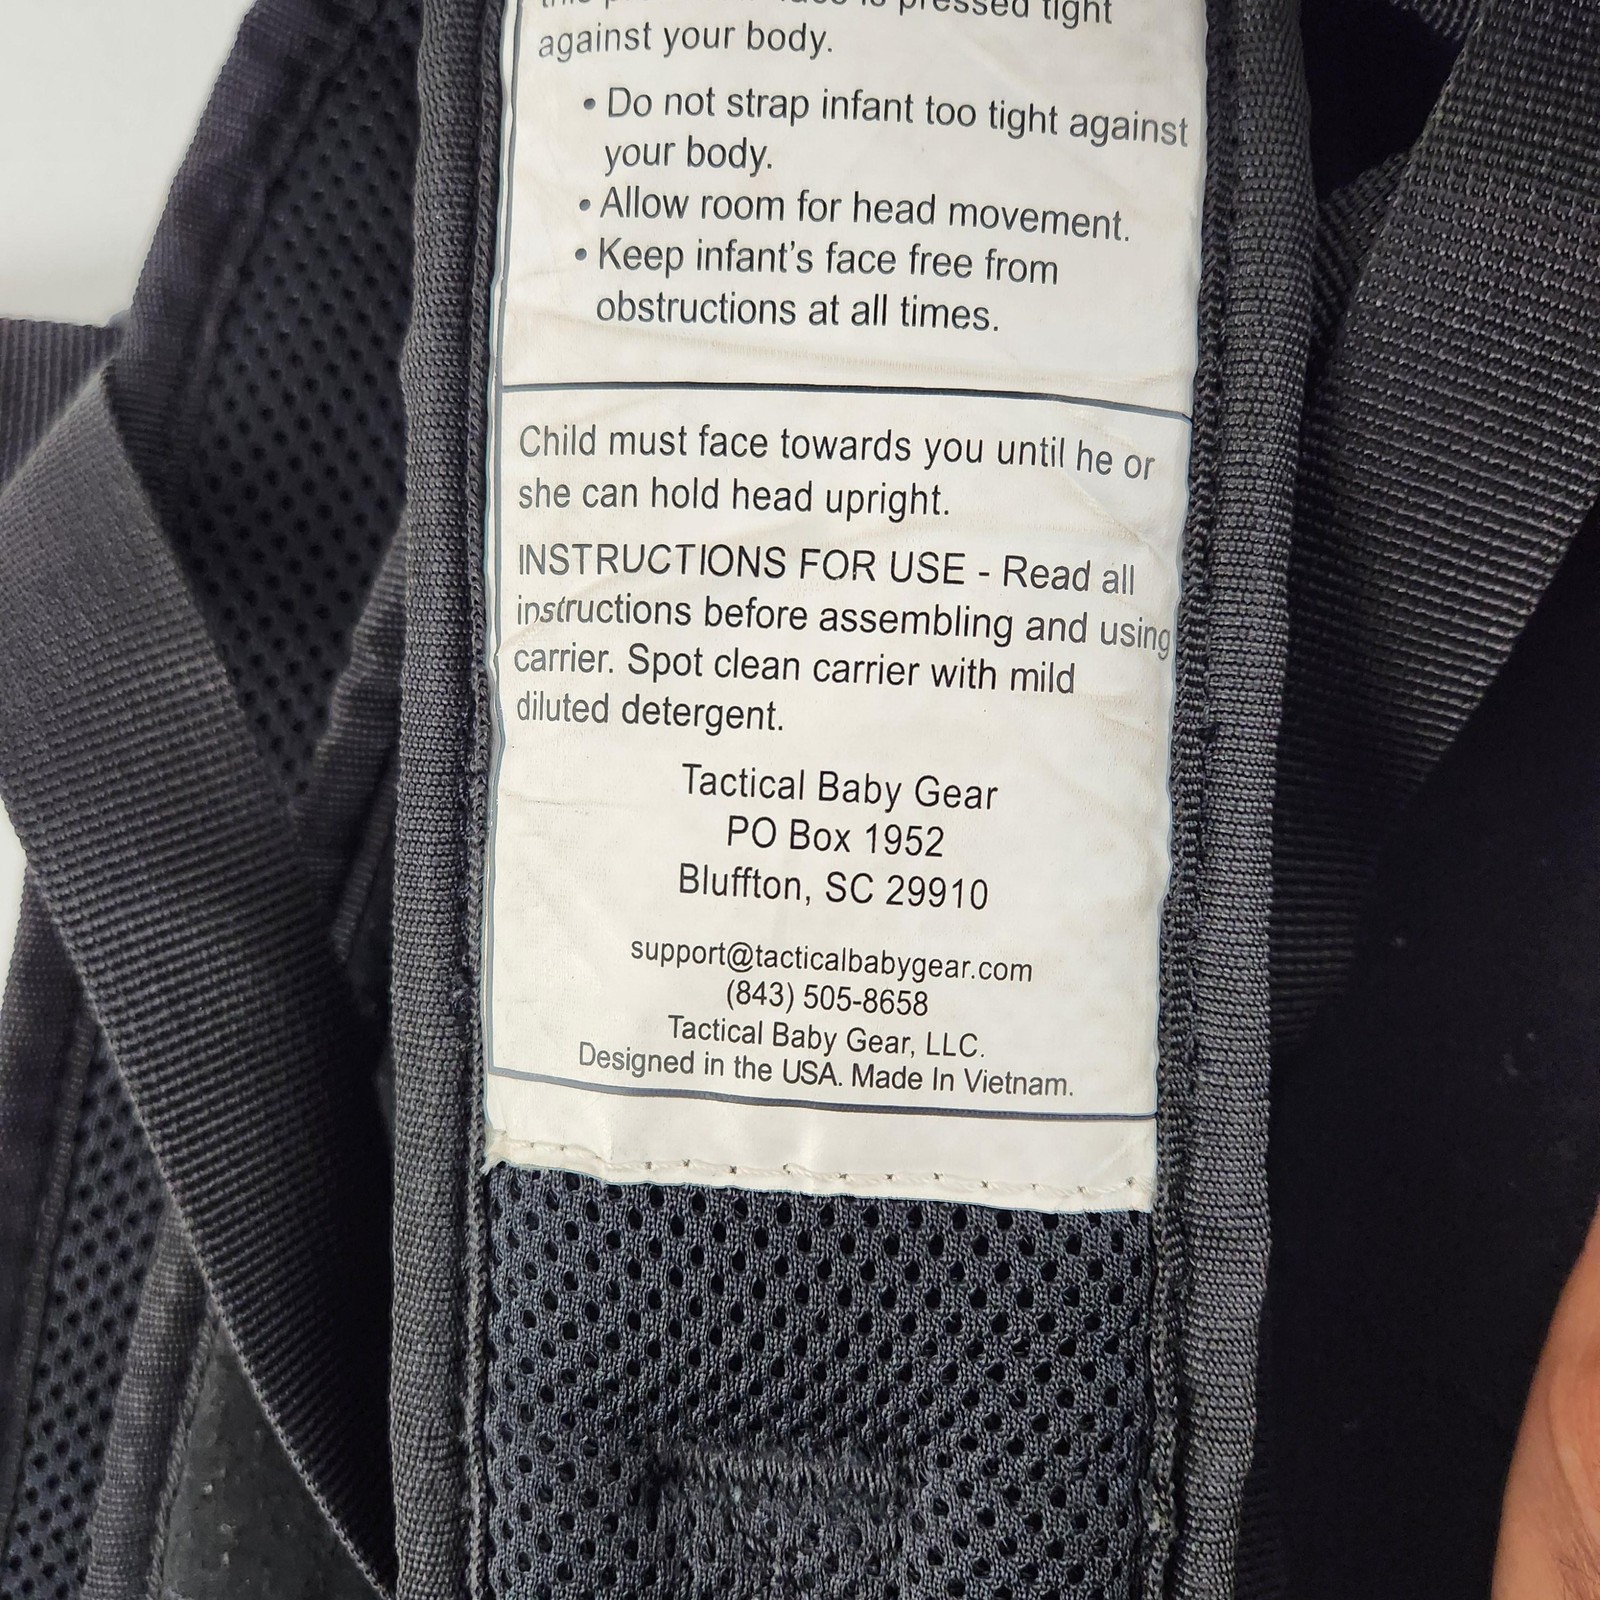 is pressed tight
against your body.
• Do not strap infant too tight against
your body.
• Allow room for head movement.
• Keep infant's face free from
obstructions at all times.
Child must face towards you until he or
she can hold head upright.
INSTRUCTIONS FOR USE - Read all
instructions before assembling and using
carrier. Spot clean carrier with mild
diluted detergent.
Tactical Baby Gear
PO Box 1952
Bluffton, SC 29910
support@tacticalbabygear.com
(843) 505-8658
Tactical Baby Gear, LLC.
Designed in the USA. Made In Vietnam.